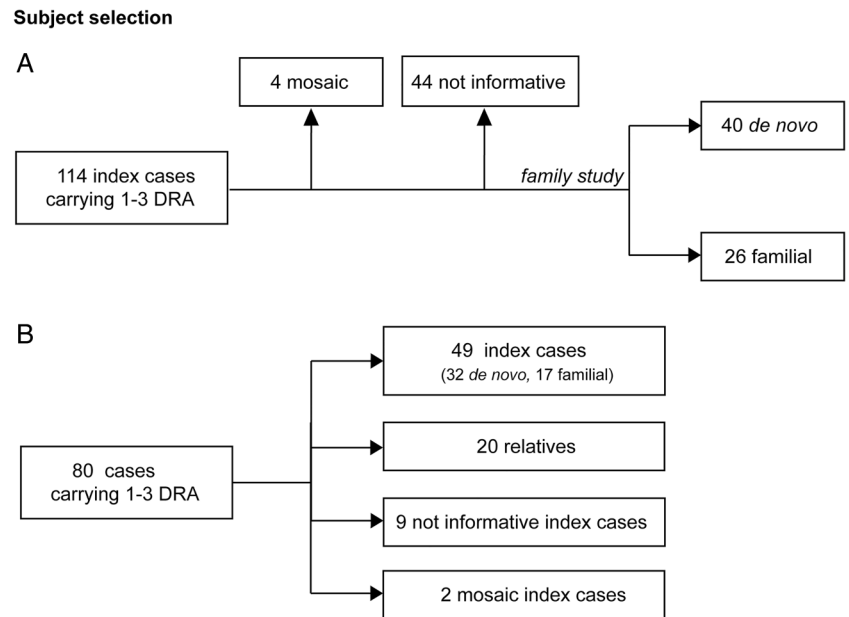 Subject selection
A
4 mosaic
44 not informative
114 index cases
carrying 1-3 DRA
family study
40 de novo
26 familial
B
49 index cases
(32 de novo, 17 familial)
80 cases
carrying 1-3 DRA
20 relatives
9 not informative index cases
2 mosaic index cases